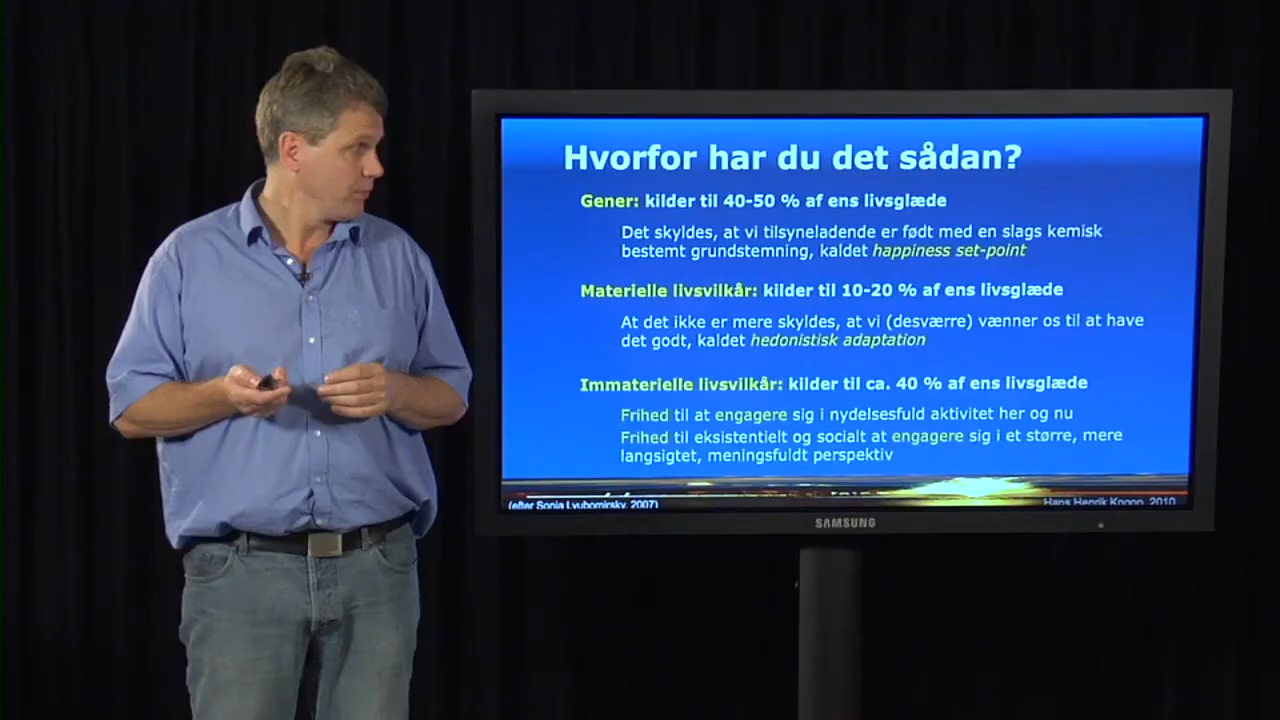 Hvorfor har du det sådan?
Gener: kilder til 40-50 % af ens livsglæde
Det skyldes, at vi tilsyneladende er født med en slags kemisk
bestemt grundstemning, kaldet happiness set-point
Materielle livsvilkår: kilder til 10-20 % af ens livsglæde
At det ikke er mere skyldes, at vi (desværre) vænner os til at have
det godt, kaldet hedonistisk adaptation
Immaterielle livsvilkår: kilder til ca. 40 % af ens livsglæde
Frihed til at engagere sig i nydelsesfuld aktivitet her og nu
Frihed til eksistentielt og socialt at engagere sig i et større, mere
langsigtet, meningsfuldt perspektiv
(efter Sonja Lyubomirsky, 2007)
Hans Henrik Knoop, 2010
SAMSUNG